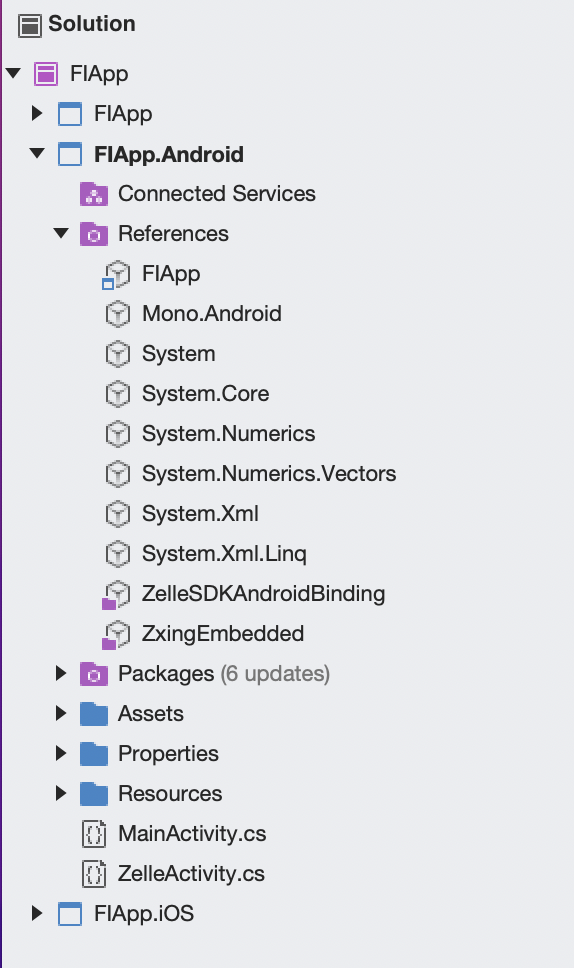 Solution
FIApp
FIApp
FIApp.Android
Connected Services
References
FIApp
Mono.Android
System
System.Core
System.Numerics
System.Numerics.Vectors
System.Xml
System.Xml.Linq
ZelleSDKAndroidBinding
ZxingEmbedded
Packages (6 updates)
Assets
Properties
Resources
MainActivity.cs
ZelleActivity.cs
FIApp.iOS